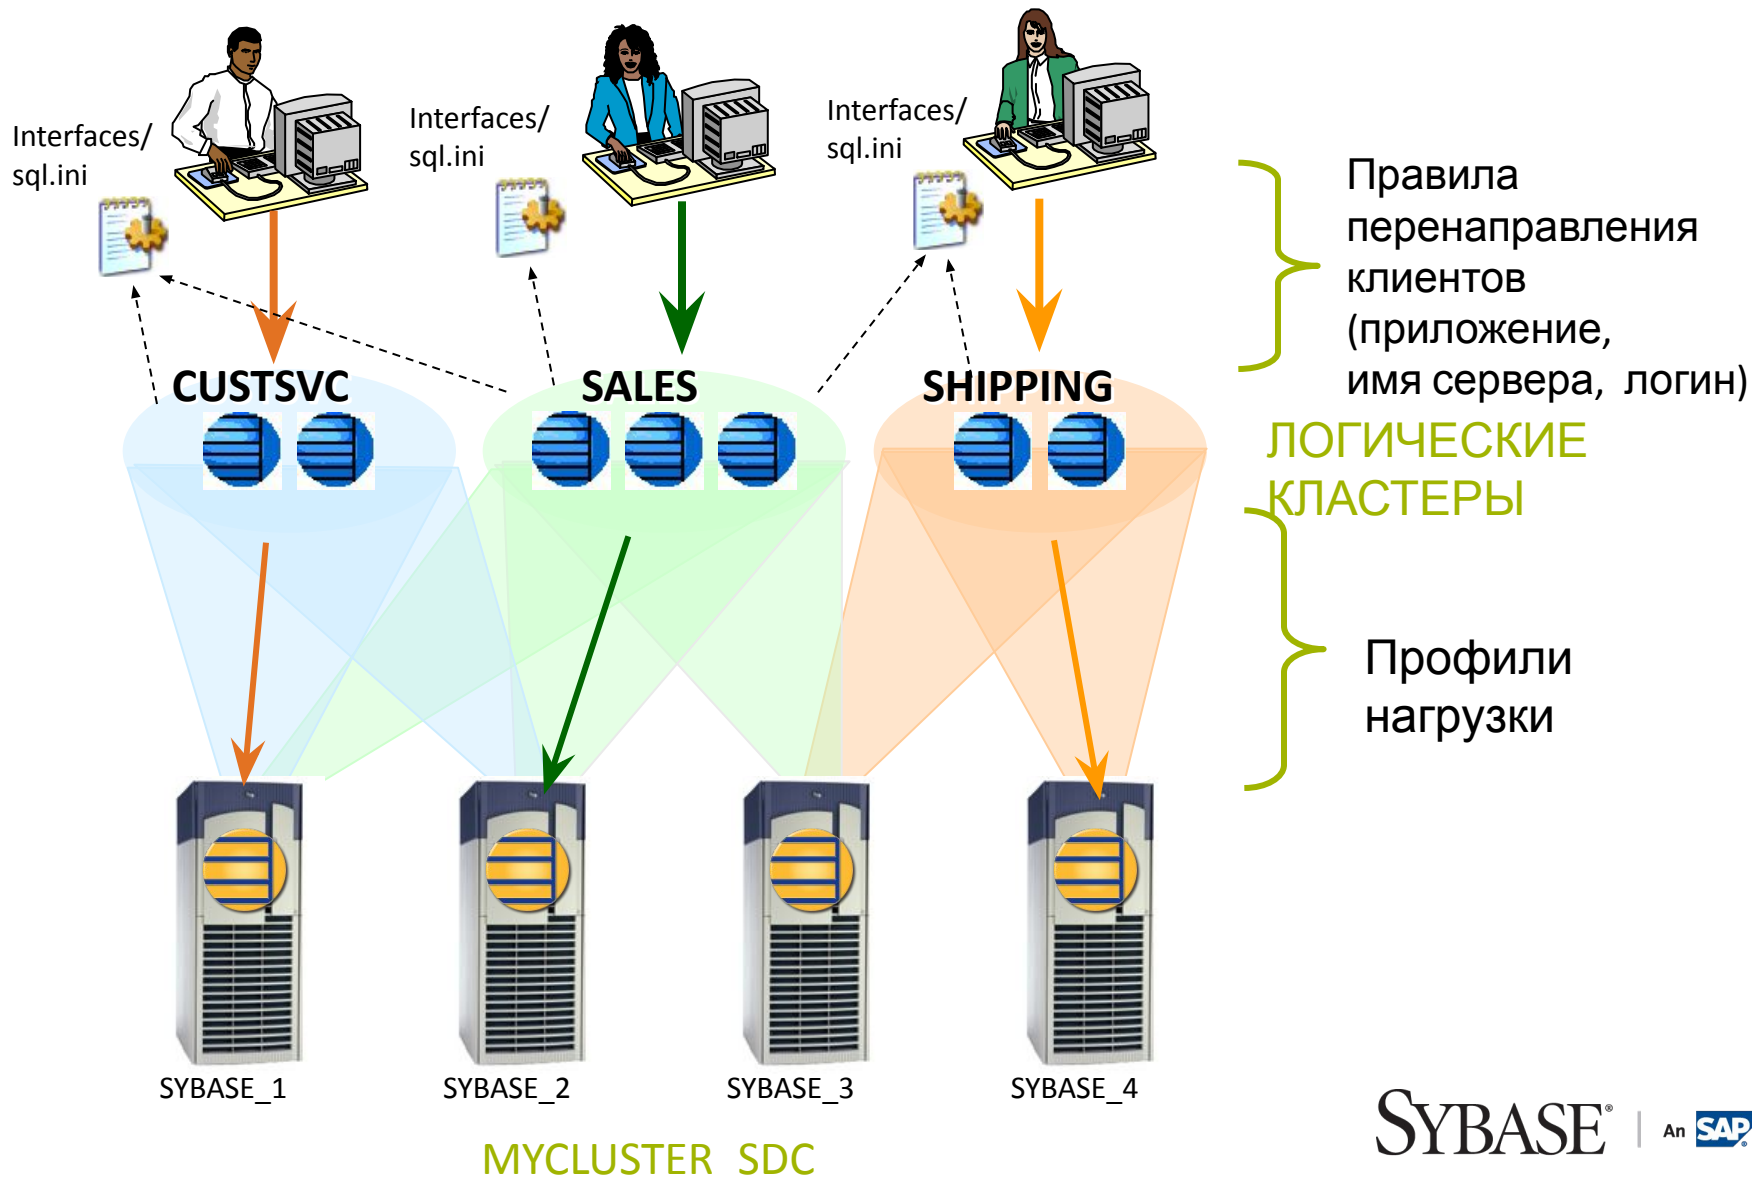 Interfaces/
sql.ini
Interfaces/
sql.ini
Interfaces/
sql.ini
Правила
перенаправления
клиентов
(приложение,
имя сервера, логин)
CUSTSVC
SALES
SHIPPING
ЛОГИЧЕСКИЕ
КЛАСТЕРЫ
Профили
нагрузки
SYBASE_1
SYBASE_2
SYBASE_3
SYBASE_4
MYCLUSTER SDC
SYBASE® | An SAP